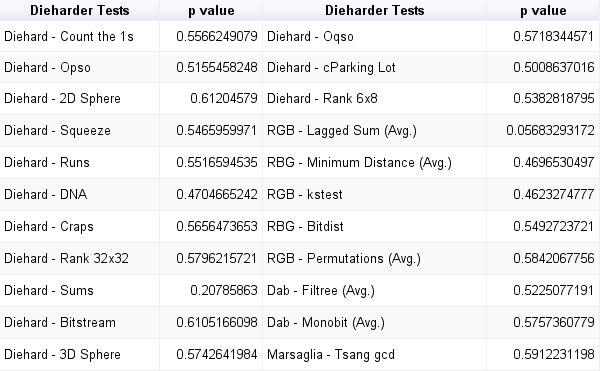 Dieharder Tests p value Dieharder Tests p value
Diehard - Count the 1s 0.5566249079 Diehard - Oqso 0.5718344571
Diehard - Opso 0.5155458248 Diehard - cParking Lot 0.5008637016
Diehard - 2D Sphere 0.61204579 Diehard - Rank 6x8 0.5382818795
Diehard - Squeeze 0.5465959971 RGB - Lagged Sum (Avg.) 0.05683293172
Diehard - Runs 0.5516594535 RBG - Minimum Distance (Avg.) 0.4696530497
Diehard - DNA 0.4704665242 RGB - kstest 0.4623274777
Diehard - Craps 0.5656473653 RBG - Bitdist 0.5492723721
Diehard - Rank 32x32 0.5796215721 RGB - Permutations (Avg.) 0.5842067756
Diehard - Sums 0.20785863 Dab - Filtree (Avg.) 0.5225077191
Diehard - Bitstream 0.6105166098 Dab - Monobit (Avg.) 0.5757360779
Diehard - 3D Sphere 0.5742641984 Marsaglia - Tsang gcd 0.5912231198